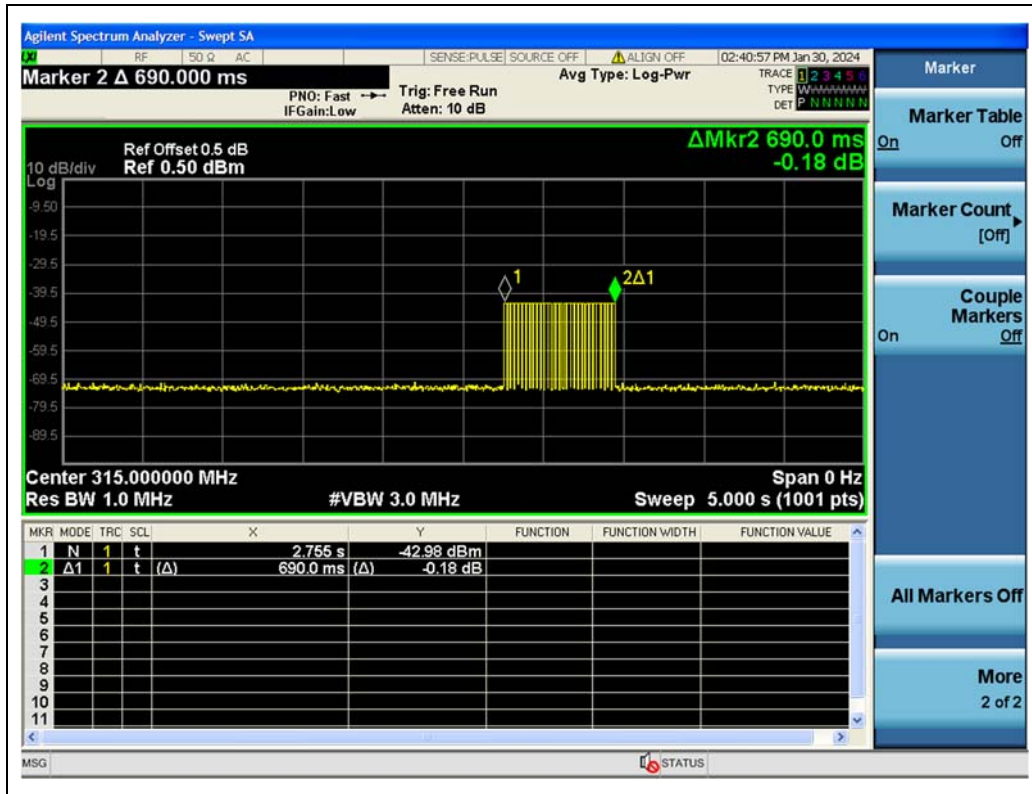 Agilent Spectrum Analyzer - Swept SA
LXI RF 50 Ω AC SENSE:PULSE SOURCE OFF ALIGN OFF 02:40:57 PM Jan 30, 2024
Marker 2 Δ 690.000 ms
PNO: Fast
IFGain:Low
Trig: Free Run
Atten: 10 dB
Avg Type: Log-Pwr
TRACE 1 2 3 4 5 6
TYPE W
DET P N N N N N
Marker
Marker Table
On Off
Marker Count
[Off]
Couple
Markers
On Off
All Markers Off
More
2 of 2
ΔMkr2 690.0 ms
-0.18 dB
Ref Offset 0.5 dB
10 dB/div Ref 0.50 dBm
Log
-9.50
-19.5
-29.5
-39.5
-49.5
-59.5
-69.5
-79.5
-89.5
1
2Δ1
Center 315.000000 MHz Span 0 Hz
Res BW 1.0 MHz #VBW 3.0 MHz Sweep 5.000 s (1001 pts)
MKR MODE TRC SCL X Y FUNCTION FUNCTION WIDTH FUNCTION VALUE
1 N 1 t 2.755 s -42.98 dBm
2 Δ1 1 t (Δ) 690.0 ms (Δ) -0.18 dB
3
4
5
6
7
8
9
10
11
MSG STATUS